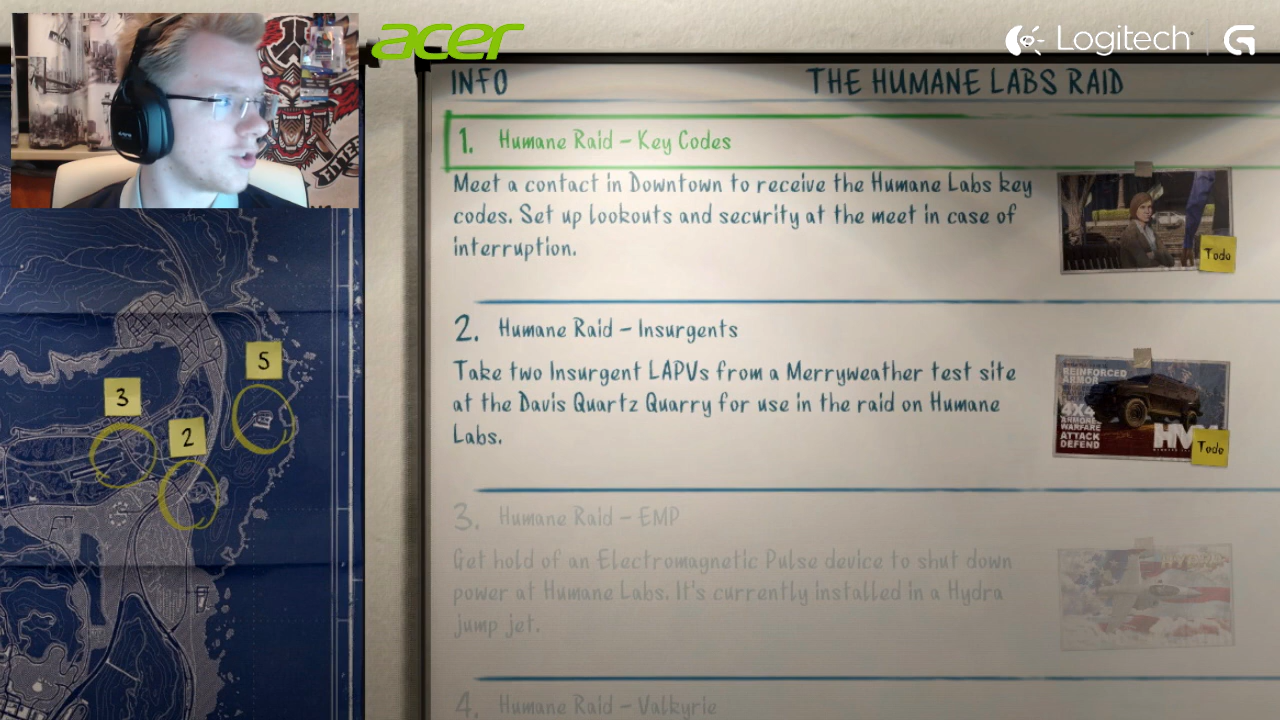 acer
Logitech G
INFO
THE HUMANE LABS RAID
1. Humane Raid – Key Codes
Meet a contact in Downtown to receive the Humane Labs key
codes. Set up lookouts and security at the meet in case of
interruption.
Todo
2. Humane Raid – Insurgents
Take two Insurgent LAPVs from a Merryweather test site
at the Davis Quartz Quarry for use in the raid on Humane
Labs.
REINFORCED
ARMOR
4X4
WARFARE
ATTACK
DEFEND
Todo
3. Humane Raid – EMP
Get hold of an Electromagnetic Pulse device to shut down
power at Humane Labs. It's currently installed in a Hydra
jump jet.
4. Humane Raid – Valkyrie
5
3
2